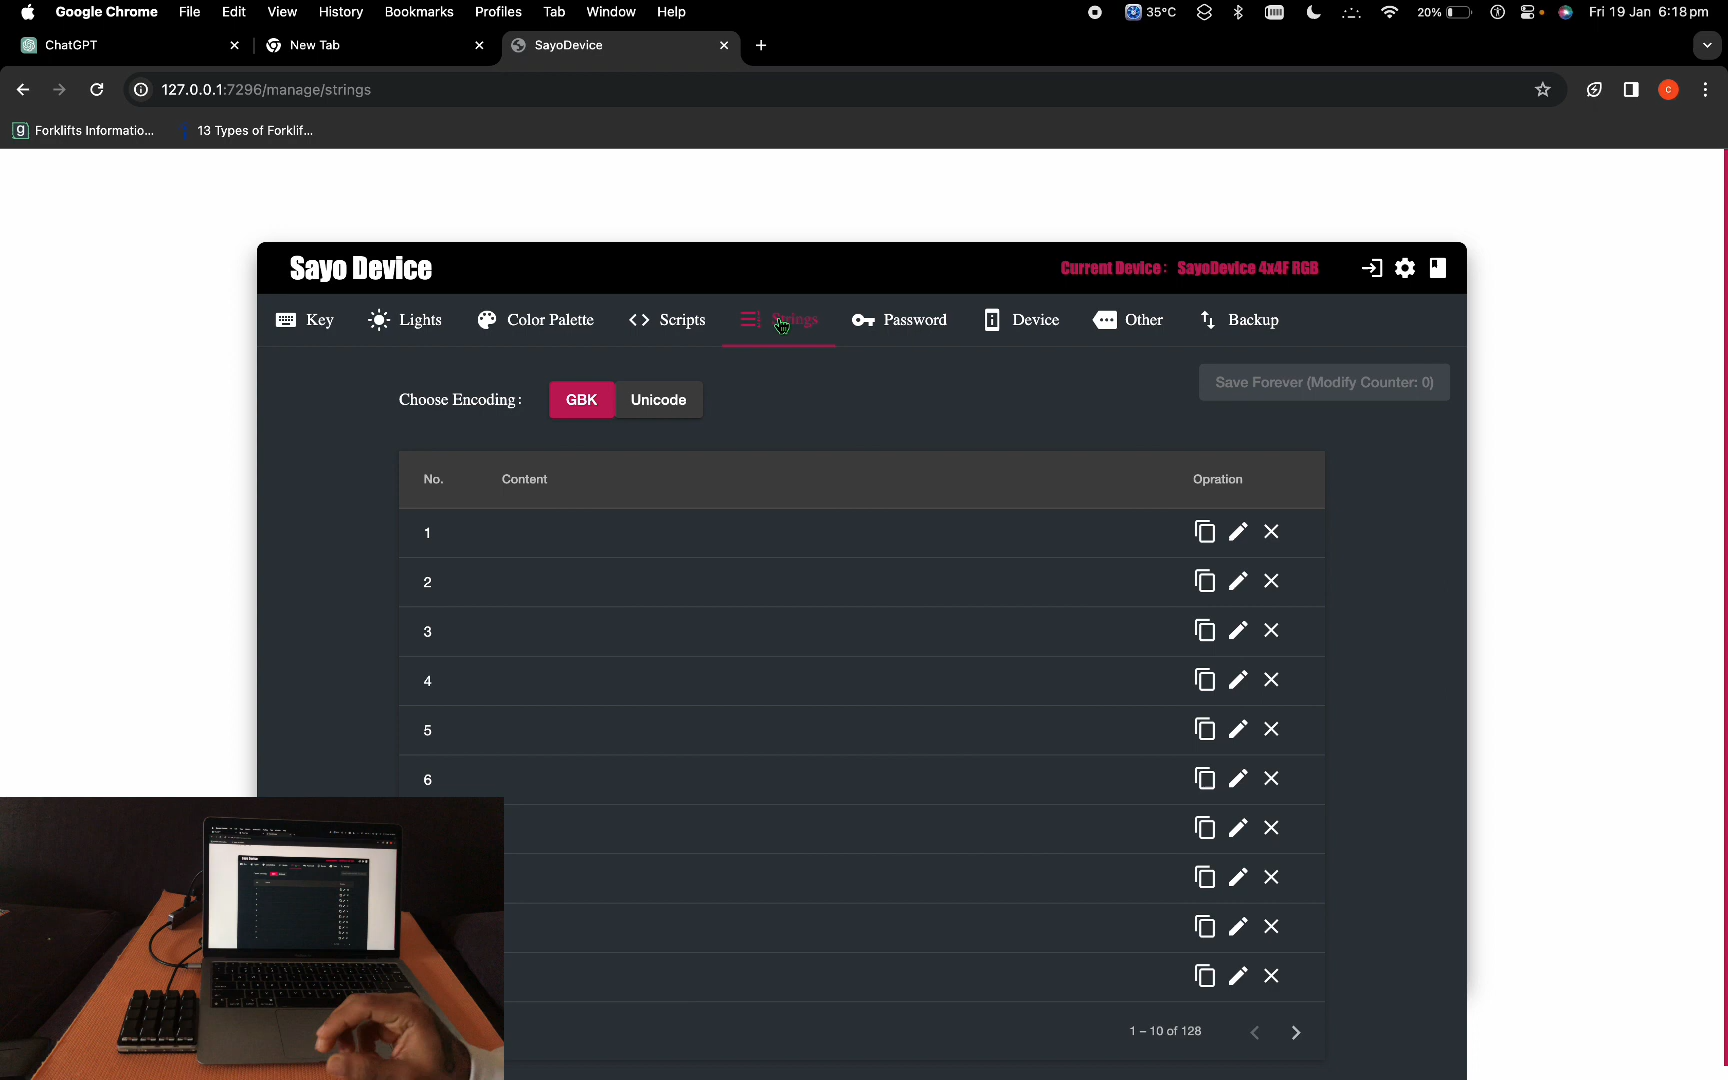 Google Chrome File Edit View History Bookmarks Profiles Tab Window Help 35°C 20% Fri 19 Jan 6:18 pm
ChatGPT New Tab SayoDevice
127.0.0.1:7296/manage/strings C
g Forklifts Informatio... 13 Types of Forklif...
Sayo Device Current Device: SayoDevice 4x4F RGB
Key Lights Color Palette Scripts Strings Password Device Other Backup
Save Forever (Modify Counter: 0)
Choose Encoding: GBK Unicode
No. Content Opration
1
2
3
4
5
6
1 – 10 of 128